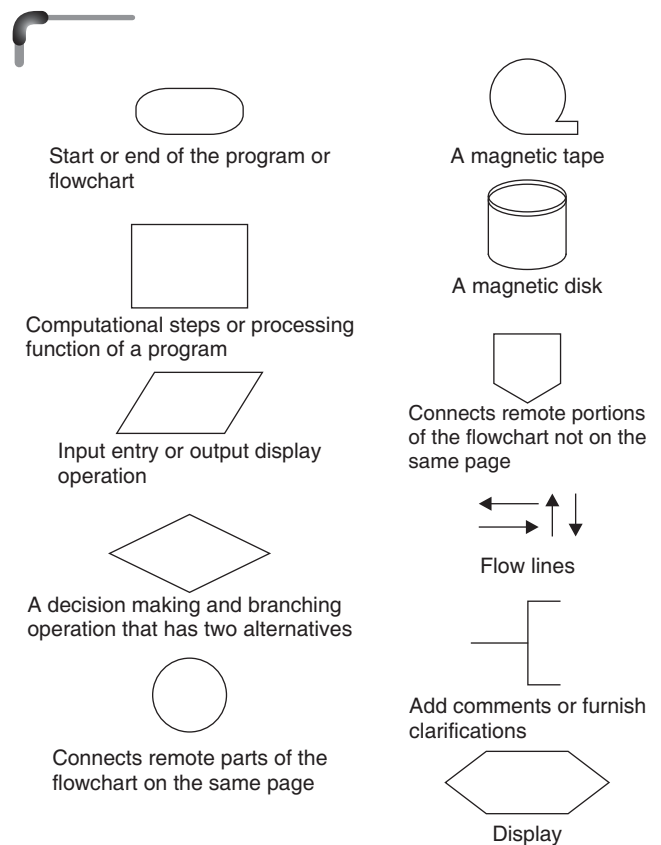 Start or end of the program or
flowchart
Computational steps or processing
function of a program
Input entry or output display
operation
A decision making and branching
operation that has two alternatives
Connects remote parts of the
flowchart on the same page
A magnetic tape
A magnetic disk
Connects remote portions
of the flowchart not on the
same page
Flow lines
Add comments or furnish
clarifications
Display